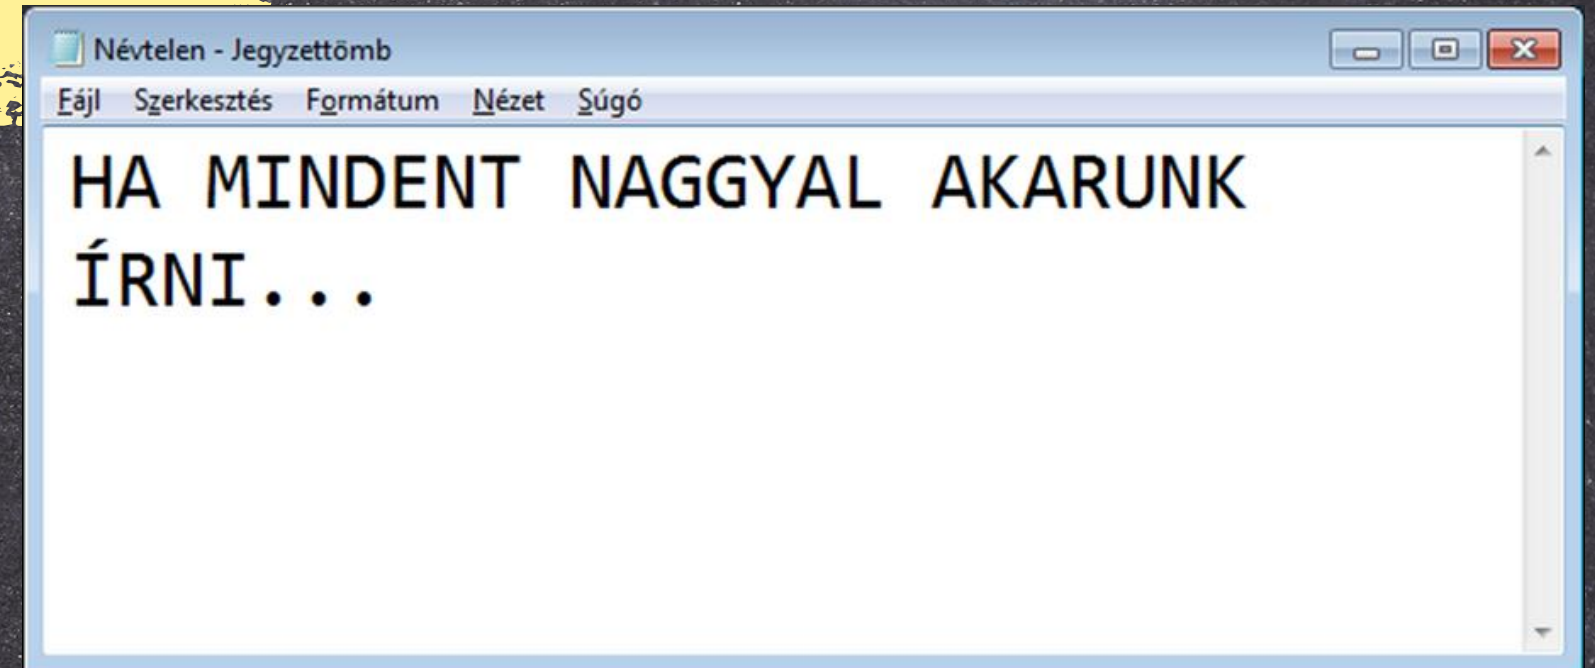 Névtelen - Jegyzettömb
Fájl Szerkesztés Formátum Nézet Súgó
HA MINDENT NAGGYAL AKARUNK
ÍRNI...